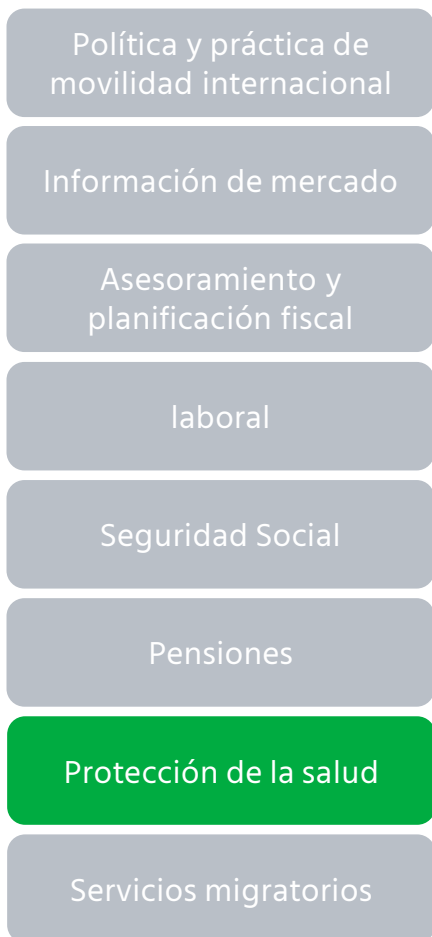 Política y práctica de
movilidad internacional
Información de mercado
Asesoramiento y
planificación fiscal
laboral
Seguridad Social
Pensiones
Protección de la salud
Servicios migratorios